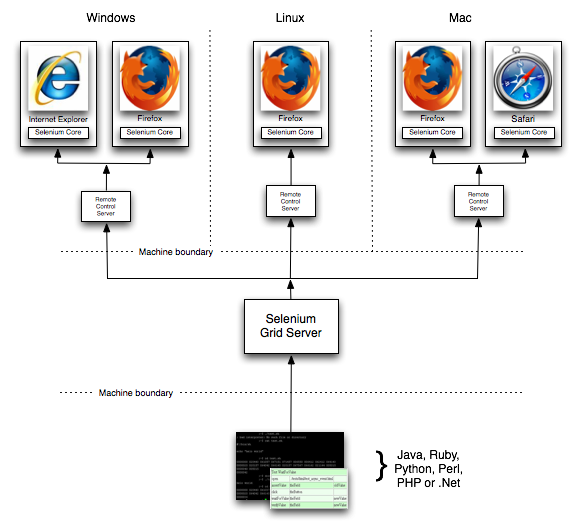 Windows
Linux
Mac
Internet Explorer
Selenium Core
Firefox
Selenium Core
Firefox
Selenium Core
Firefox
Selenium Core
Safari
Selenium Core
Remote
Control
Server
Remote
Control
Server
Remote
Control
Server
Machine boundary
Selenium
Grid Server
Machine boundary
Java, Ruby,
Python, Perl,
PHP or .Net